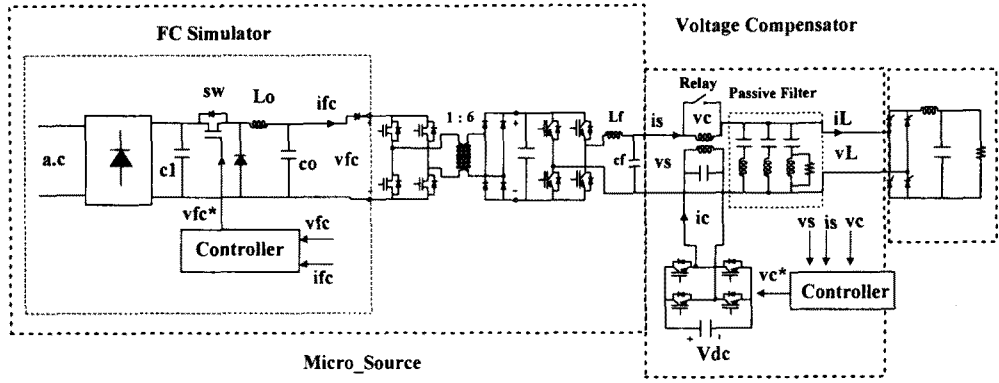 FC Simulator
Voltage Compensator
sw
Lo
ifc
1 : 6
Lf
is
Relay
vc
Passive Filter
iL
a.c
c1
co
vfc
+
-
cf
vs
vL
vfc*
Controller
vfc
ifc
ic
vs is vc
vc*
Controller
+ -
Vdc
Micro_Source